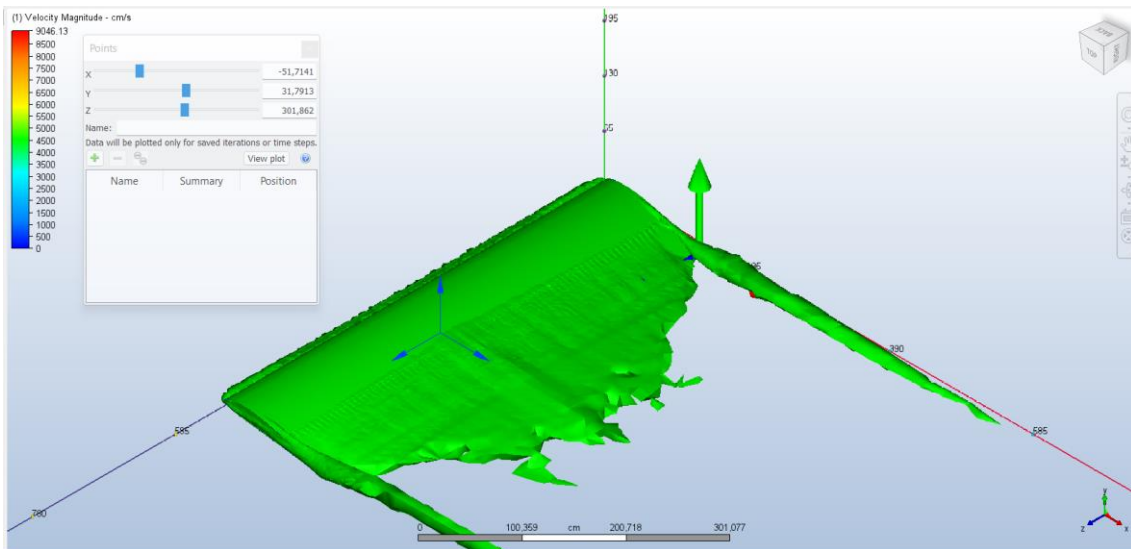 (1) Velocity Magnitude - cm/s
9046.13
8500
8000
7500
7000
6500
6000
5500
5000
4500
4000
3500
3000
2500
2000
1500
1000
500
0
Points
X -51,7141
Y 31,7913
Z 301,862
Name:
Data will be plotted only for saved iterations or time steps.
View plot
Name Summary Position
195
130
65
390
585
585
780
0 100,359 cm 200,718 301,077
TOP
BACK
y
z x